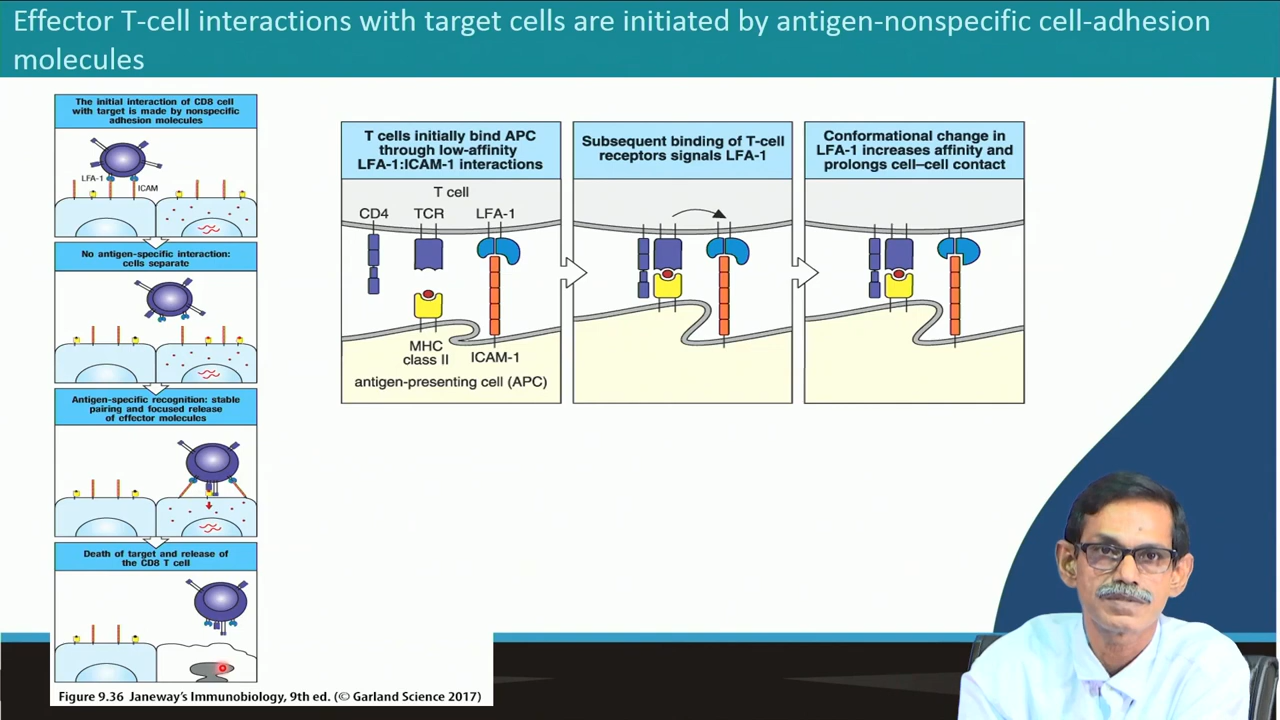 Effector T-cell interactions with target cells are initiated by antigen-nonspecific cell-adhesion
molecules
The initial interaction of CD8 cell
with target is made by nonspecific
adhesion molecules
LFA-1
ICAM
No antigen-specific interaction:
cells separate
Antigen-specific recognition: stable
pairing and focused release
of effector molecules
Death of target and release of
the CD8 T cell
Figure 9.36 Janeway's Immunobiology, 9th ed. (© Garland Science 2017)
T cells initially bind APC
through low-affinity
LFA-1:ICAM-1 interactions
T cell
CD4 TCR LFA-1
MHC
class II
ICAM-1
antigen-presenting cell (APC)
Subsequent binding of T-cell
receptors signals LFA-1
Conformational change in
LFA-1 increases affinity and
prolongs cell–cell contact